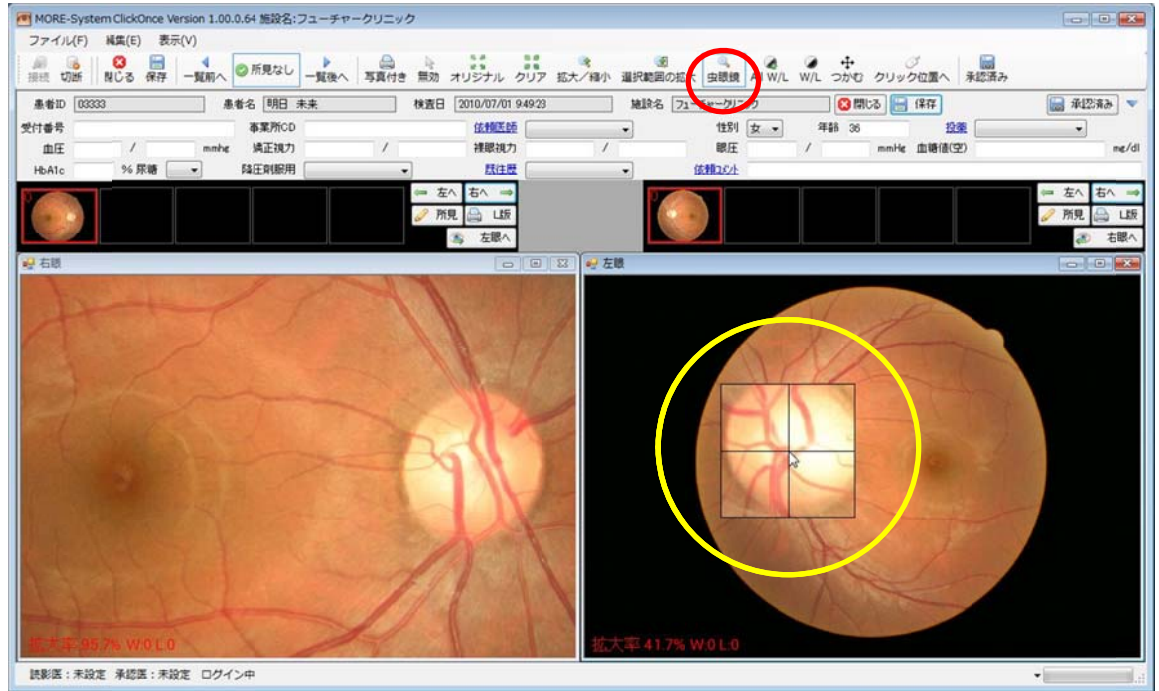 MORE-System ClickOnce Version 1.00.0.64 施設名:フューチャークリニック
ファイル(F) 編集(E) 表示(V)
接続 切断 閉じる 保存 一覧前へ 所見なし 一覧後へ 写真付き 無効 オリジナル クリア 拡大/縮小 選択範囲の拡大 虫眼鏡 W/L W/L つかむ クリック位置へ 承認済み
患者ID 03333 患者名 明日 未来 検査日 2010/07/01 9:49:23 施設名 フューチャークリニック 閉じる 保存 承認済み
受付番号 事業所CD 依頼医師 性別 女 年齢 36 投薬
血圧 / mmhg 矯正視力 / 裸眼視力 / 眼圧 / mmHg 血糖値(空) mg/dl
HbA1c % 尿糖 降圧剤服用 既往歴 依頼コメント
左へ 右へ 左へ 右へ
所見 L版 所見 L版
左眼へ 右眼へ
右眼 左眼
拡大率 95.7% W:0 L:0 拡大率 41.7% W:0 L:0
読影医:未設定 承認医:未設定 ログイン中